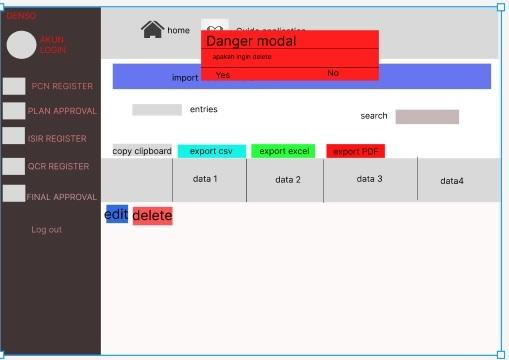 DENSO
AKUN
LOGIN
home
Guide application
Danger modal
apakah ingin delete
Yes
No
import
PCN REGISTER
PLAN APPROVAL
ISIR REGISTER
QCR REGISTER
FINAL APPROVAL
Log out
entries
search
copy clipboard
export csv
export excel
export PDF
data 1
data 2
data 3
data4
edit
delete